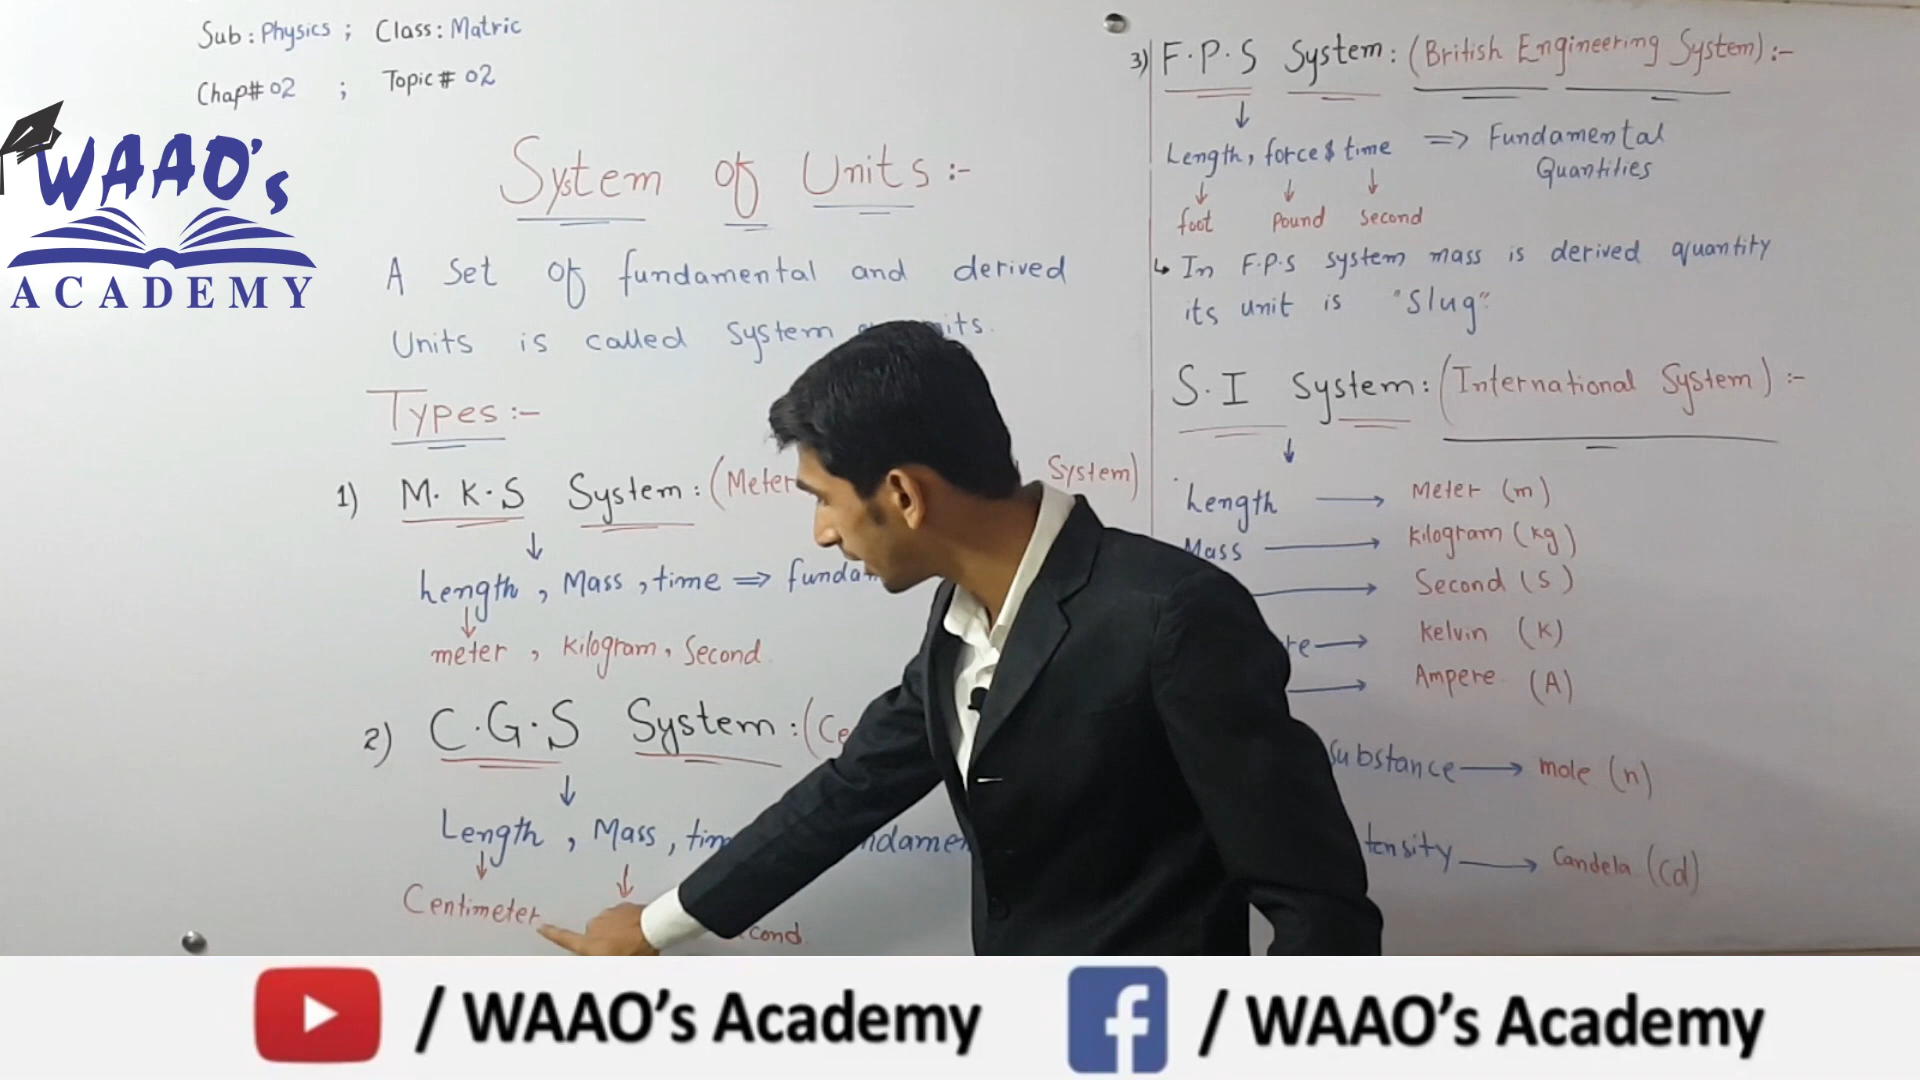 Sub: Physics ; Class: Matric
Chap# 02 ; Topic # 02
WAAO's
ACADEMY
System of Units :-
A Set of fundamental and derived
Units is called System
Types :-
1) M.K.S System : (Meter System)
Length , Mass , time => funda
meter , kilogram , Second
2) C.G.S System : (Ce
Length , Mass , tim ndamen
Centimeter cond.
3) F.P.S System : (British Engineering System) :-
Length, force & time => Fundamental
Quantities
foot pound second
In F.P.S system mass is derived quantity
its unit is "Slug".
S.I System : (International System) :-
Length → Meter (m)
Mass → kilogram (kg)
→ Second (s)
re → kelvin (K)
→ Ampere (A)
substance → mole (n)
tensity → Candela (Cd)
/ WAAO's Academy f / WAAO's Academy